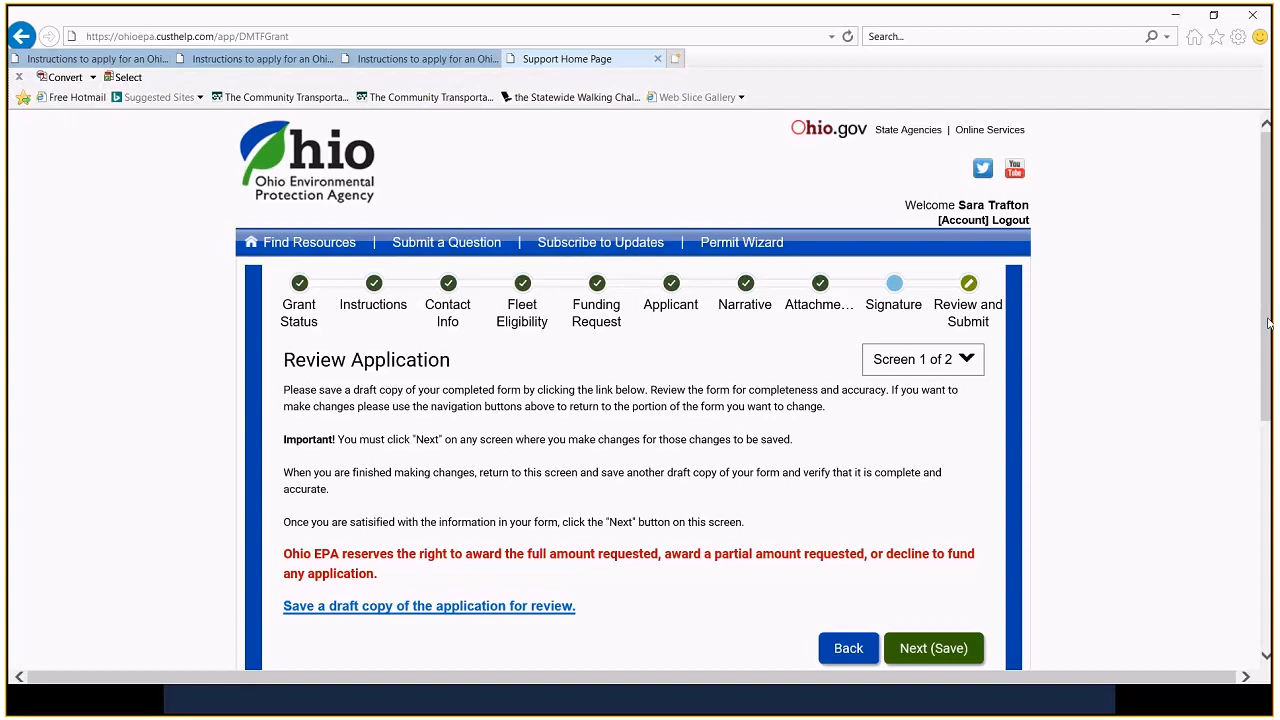 https://ohioepa.custhelp.com/app/DMTFGrant
Search...
Instructions to apply for an Ohi...
Instructions to apply for an Ohi...
Instructions to apply for an Ohi...
Support Home Page
Convert
Select
Free Hotmail
Suggested Sites
The Community Transporta...
The Community Transporta...
the Statewide Walking Chal...
Web Slice Gallery
Ohio
Ohio Environmental
Protection Agency
Ohio.gov State Agencies | Online Services
You
Tube
Welcome Sara Trafton
[Account] Logout
Find Resources | Submit a Question | Subscribe to Updates | Permit Wizard
Grant
Status
Instructions
Contact
Info
Fleet
Eligibility
Funding
Request
Applicant
Narrative
Attachme...
Signature
Review and
Submit
Review Application
Screen 1 of 2
Please save a draft copy of your completed form by clicking the link below. Review the form for completeness and accuracy. If you want to
make changes please use the navigation buttons above to return to the portion of the form you want to change.
Important! You must click "Next" on any screen where you make changes for those changes to be saved.
When you are finished making changes, return to this screen and save another draft copy of your form and verify that it is complete and
accurate.
Once you are satisified with the information in your form, click the "Next" button on this screen.
Ohio EPA reserves the right to award the full amount requested, award a partial amount requested, or decline to fund
any application.
Save a draft copy of the application for review.
Back
Next (Save)